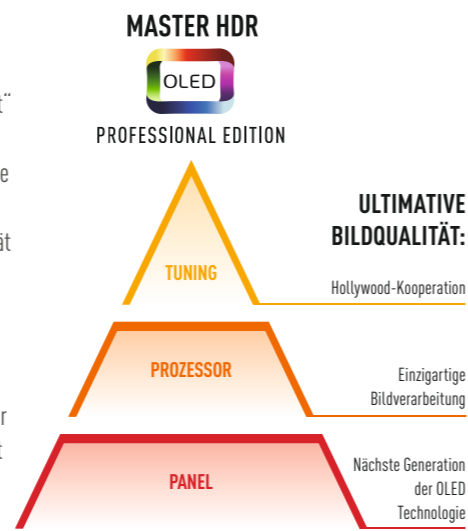 MASTER HDR
OLED
PROFESSIONAL EDITION
ULTIMATIVE
BILDQUALITÄT:
TUNING
Hollywood-Kooperation
PROZESSOR
Einzigartige
Bildverarbeitung
PANEL
Nächste Generation
der OLED
Technologie